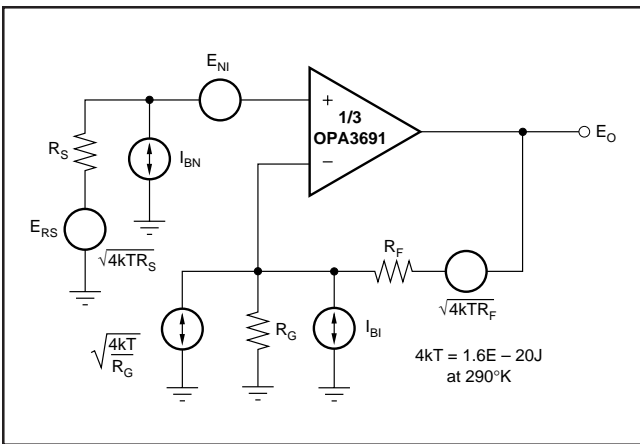 E_NI
+
1/3
OPA3691
−
E_O
R_S
I_BN
E_RS
√4kTR_S
R_F
√4kTR_F
√4kT/R_G
R_G
I_BI
4kT = 1.6E – 20J
at 290°K